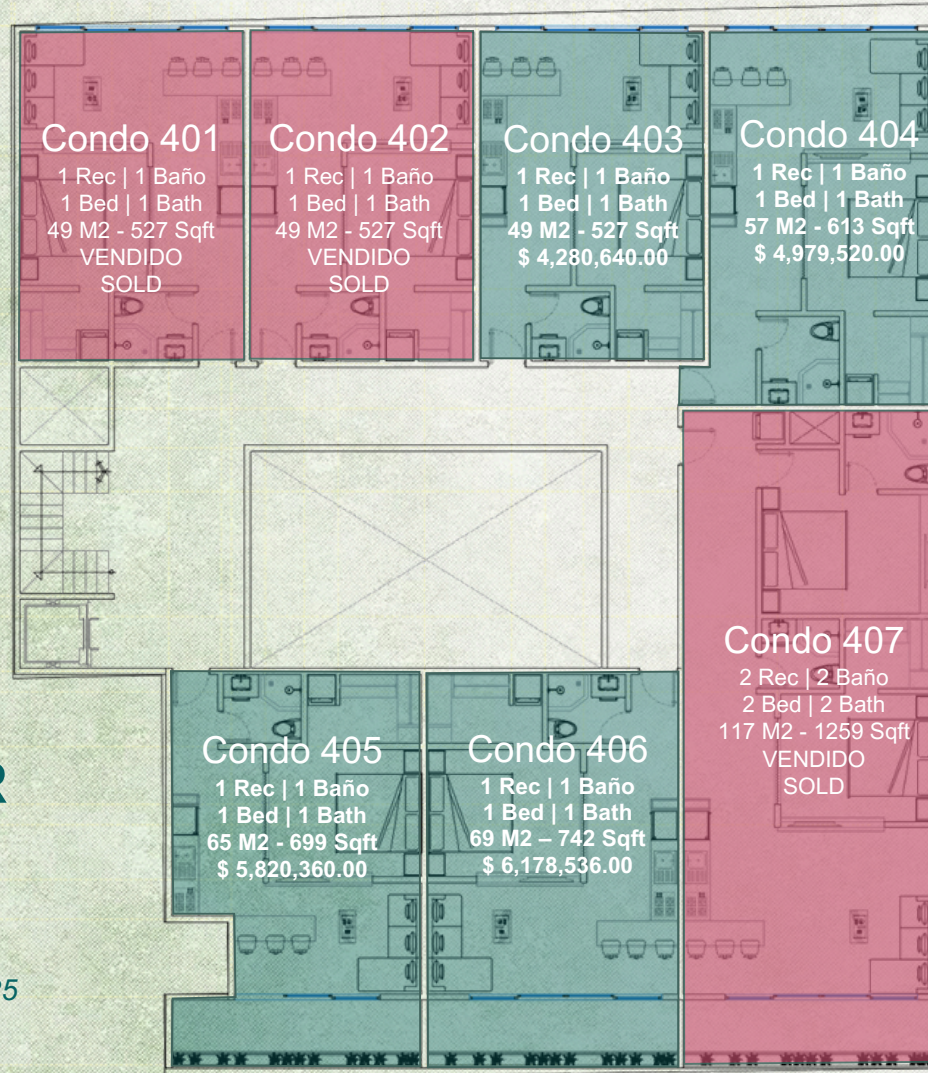 Condo 401
1 Rec | 1 Baño
1 Bed | 1 Bath
49 M2 - 527 Sqft
VENDIDO
SOLD
Condo 402
1 Rec | 1 Baño
1 Bed | 1 Bath
49 M2 - 527 Sqft
VENDIDO
SOLD
Condo 403
1 Rec | 1 Baño
1 Bed | 1 Bath
49 M2 - 527 Sqft
$ 4,280,640.00
Condo 404
1 Rec | 1 Baño
1 Bed | 1 Bath
57 M2 - 613 Sqft
$ 4,979,520.00
Condo 407
2 Rec | 2 Baño
2 Bed | 2 Bath
117 M2 - 1259 Sqft
VENDIDO
SOLD
Condo 405
1 Rec | 1 Baño
1 Bed | 1 Bath
65 M2 - 699 Sqft
$ 5,820,360.00
Condo 406
1 Rec | 1 Baño
1 Bed | 1 Bath
69 M2 – 742 Sqft
$ 6,178,536.00
R